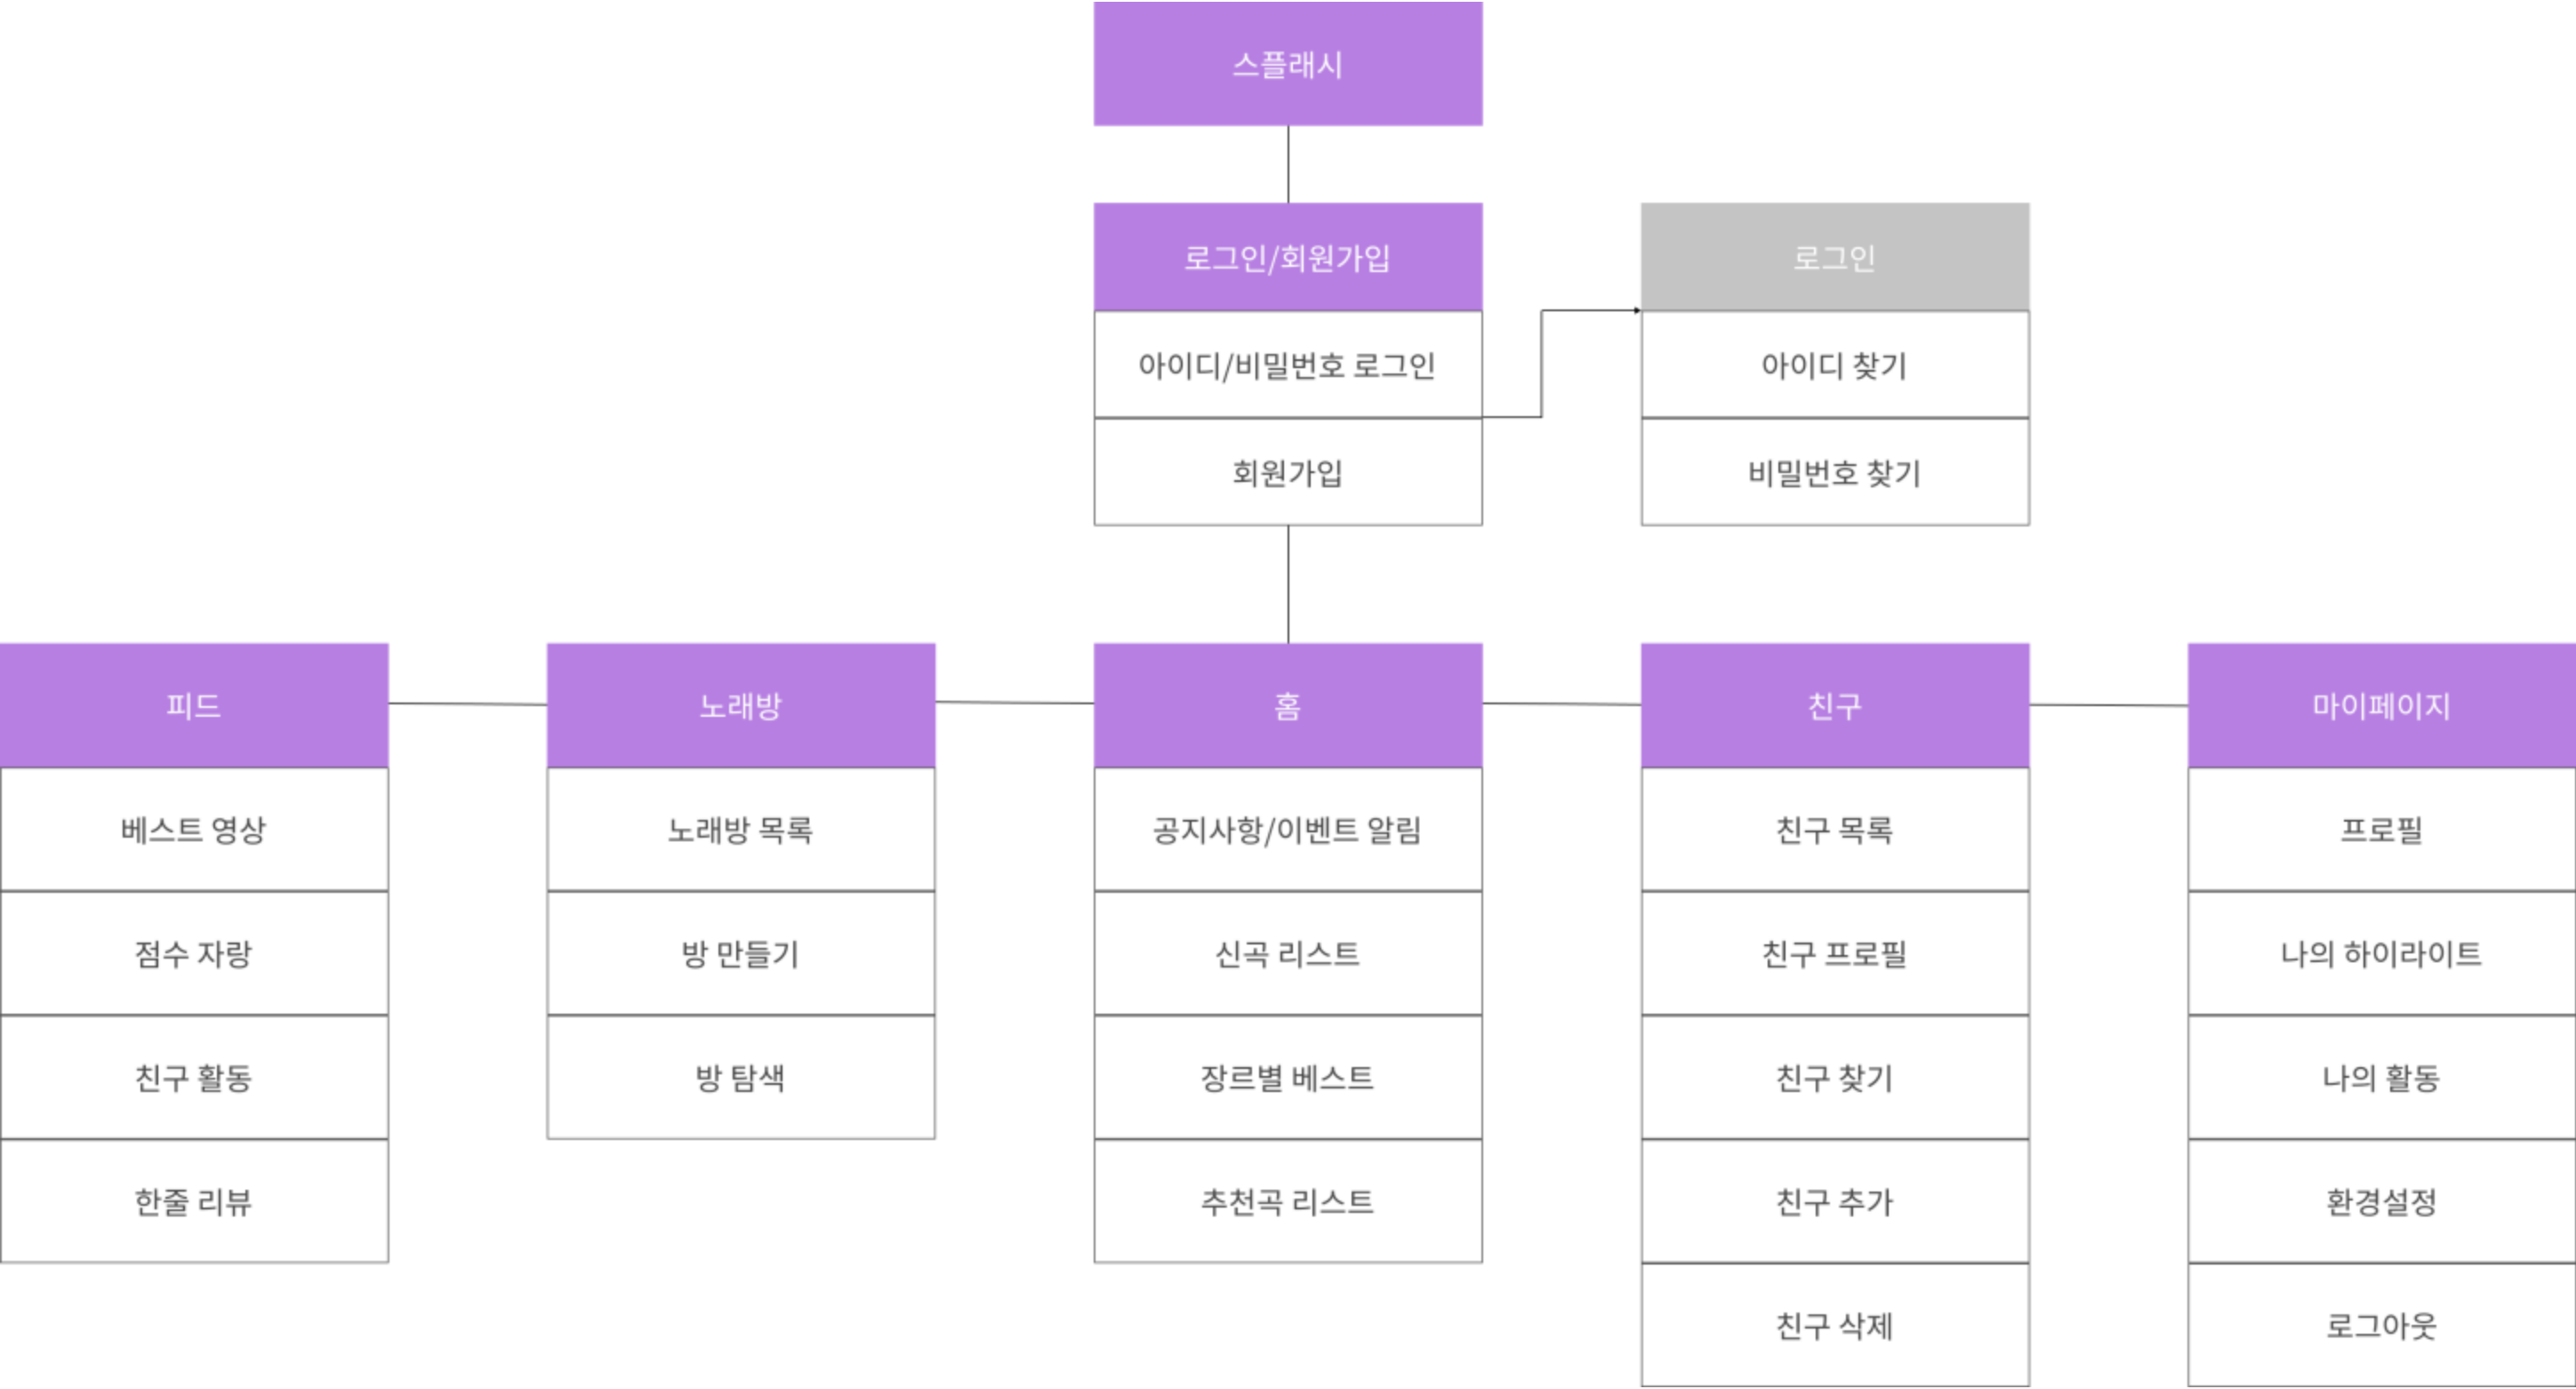 스플래시
로그인/회원가입
아이디/비밀번호 로그인
회원가입
로그인
아이디 찾기
비밀번호 찾기
피드
베스트 영상
점수 자랑
친구 활동
한줄 리뷰
노래방
노래방 목록
방 만들기
방 탐색
홈
공지사항/이벤트 알림
신곡 리스트
장르별 베스트
추천곡 리스트
친구
친구 목록
친구 프로필
친구 찾기
친구 추가
친구 삭제
마이페이지
프로필
나의 하이라이트
나의 활동
환경설정
로그아웃